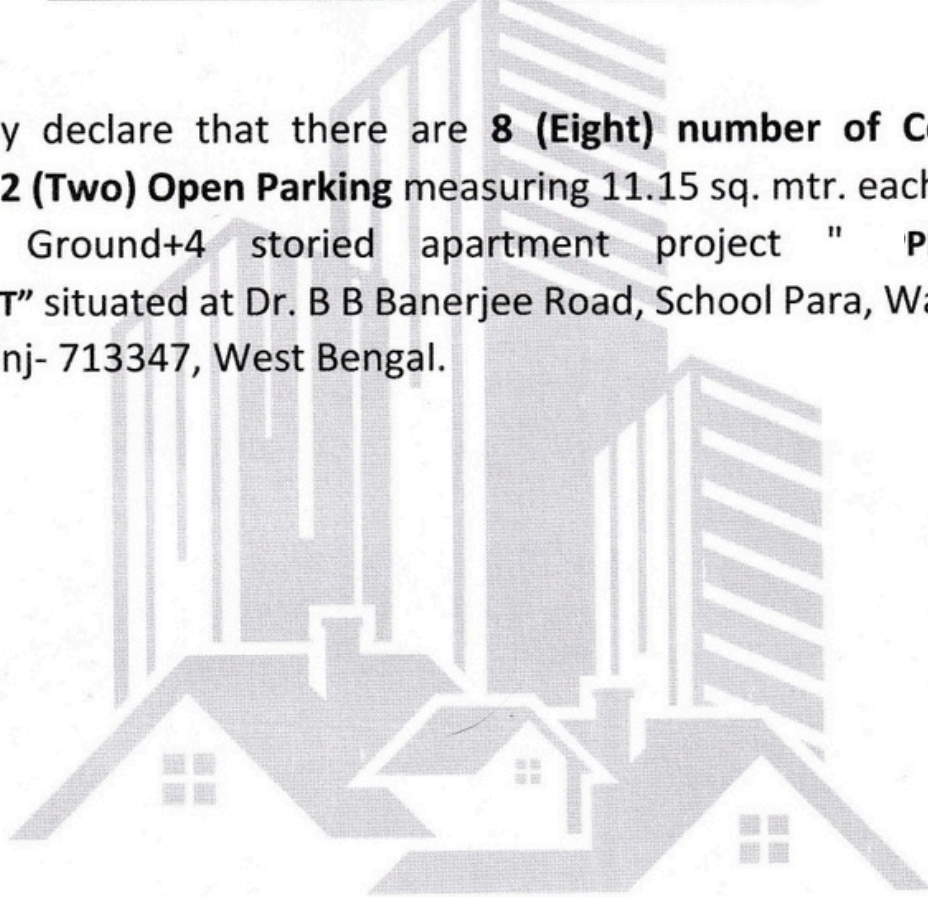 declare that there are 8 (Eight) number of
2 (Two) Open Parking measuring 11.15 sq. mtr. each
Ground+4 storied apartment project "
T” situated at Dr. B B Banerjee Road, School Para,
nj- 713347, West Bengal.